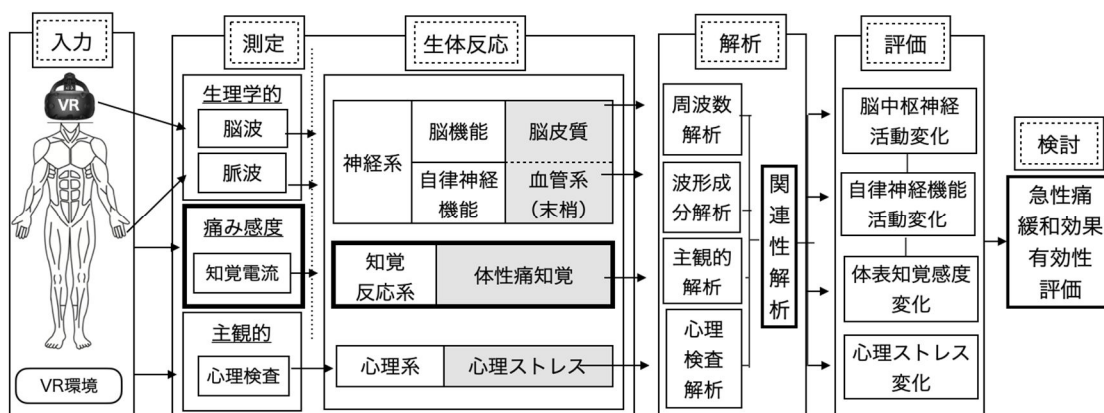 入力
VR
VR環境
測定
生理学的
脳波
脈波
痛み感度
知覚電流
主観的
心理検査
生体反応
神経系
脳機能
脳皮質
自律神経
機能
血管系
(末梢)
知覚
反応系
体性痛知覚
心理系
心理ストレス
解析
周波数
解析
波形成
分解析
主観的
解析
心理
検査
解析
関連性解析
評価
脳中枢神経
活動変化
自律神経機能
活動変化
体表知覚感度
変化
心理ストレス
変化
検討
急性痛
緩和効果
有効性
評価